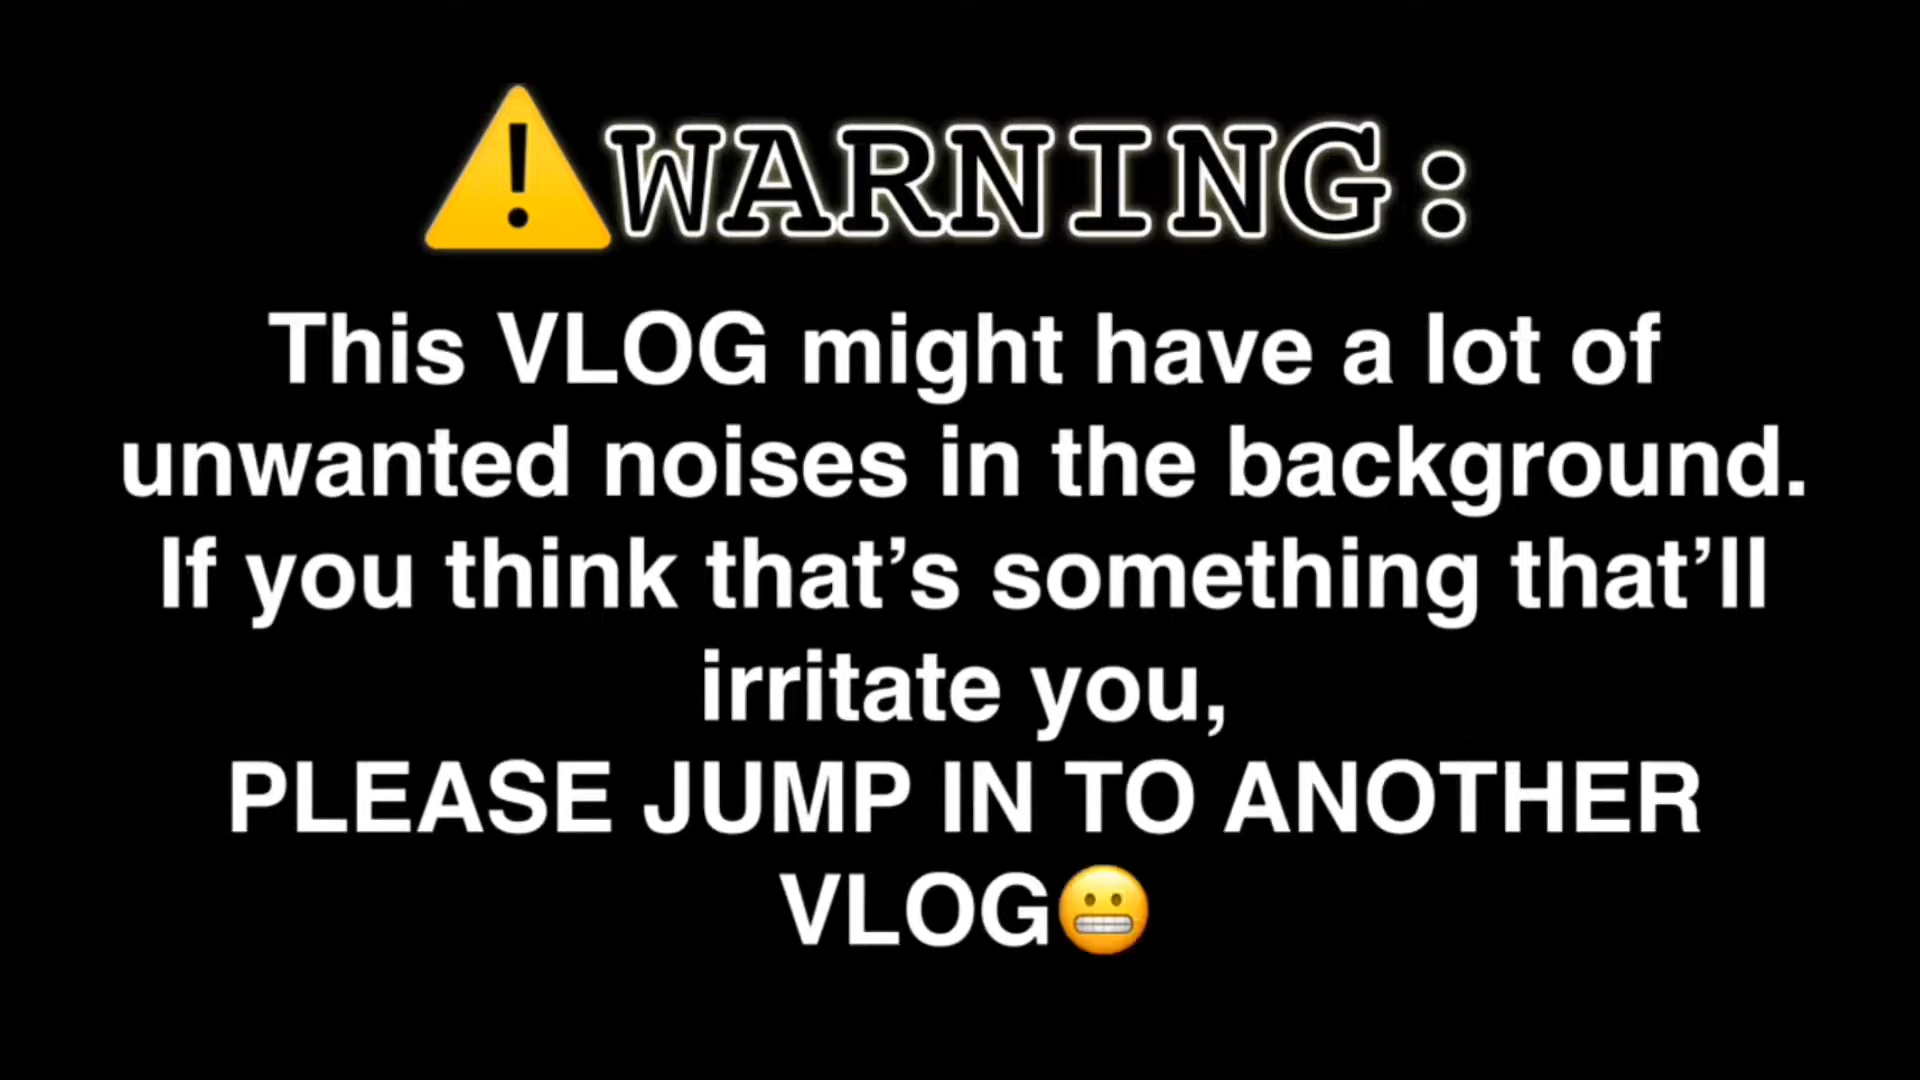 ⚠️WARNING:
This VLOG might have a lot of
unwanted noises in the background.
If you think that’s something that’ll
irritate you,
PLEASE JUMP IN TO ANOTHER
VLOG😬